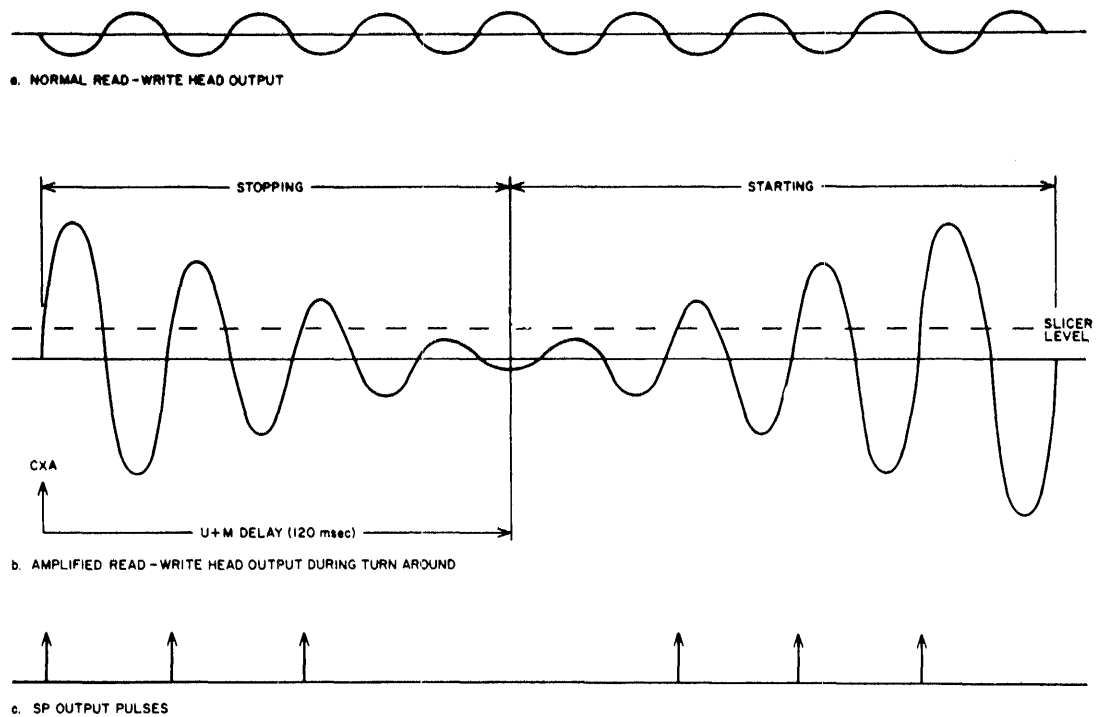 a. NORMAL READ-WRITE HEAD OUTPUT
STOPPING
STARTING
SLICER
LEVEL
CXA
U+M DELAY (120 msec)
b. AMPLIFIED READ-WRITE HEAD OUTPUT DURING TURN AROUND
c. SP OUTPUT PULSES